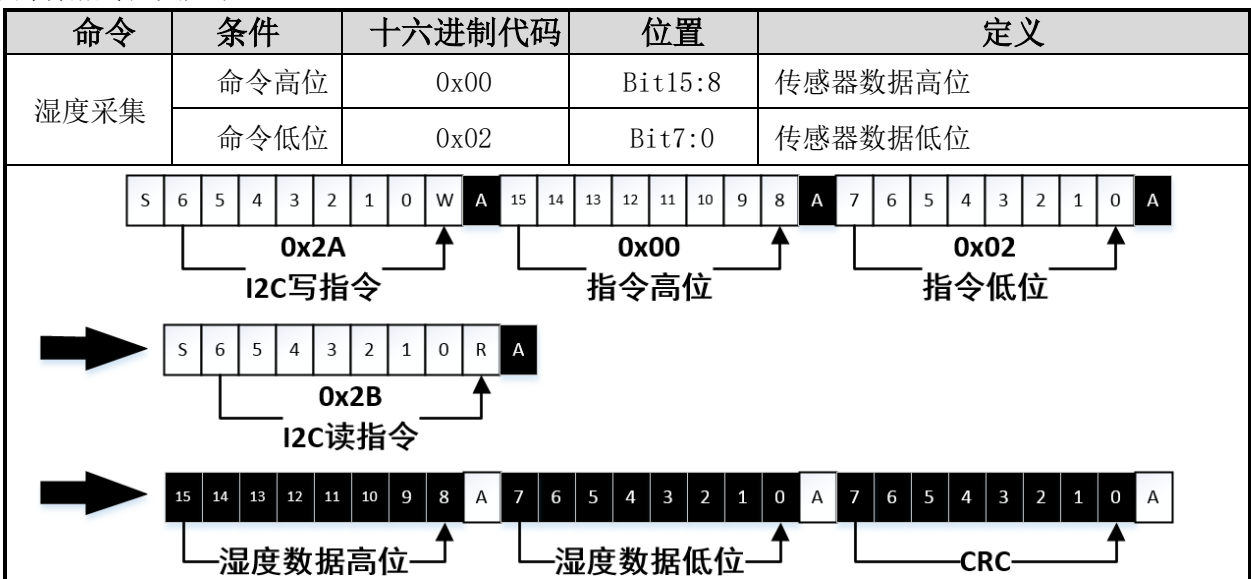 命令 条件 十六进制代码 位置 定义
湿度采集 命令高位 0x00 Bit15:8 传感器数据高位
命令低位 0x02 Bit7:0 传感器数据低位
S 6 5 4 3 2 1 0 W A 15 14 13 12 11 10 9 8 A 7 6 5 4 3 2 1 0 A
0x2A 0x00 0x02
I2C写指令 指令高位 指令低位
S 6 5 4 3 2 1 0 R A
0x2B
I2C读指令
15 14 13 12 11 10 9 8 A 7 6 5 4 3 2 1 0 A 7 6 5 4 3 2 1 0 A
湿度数据高位 湿度数据低位 CRC